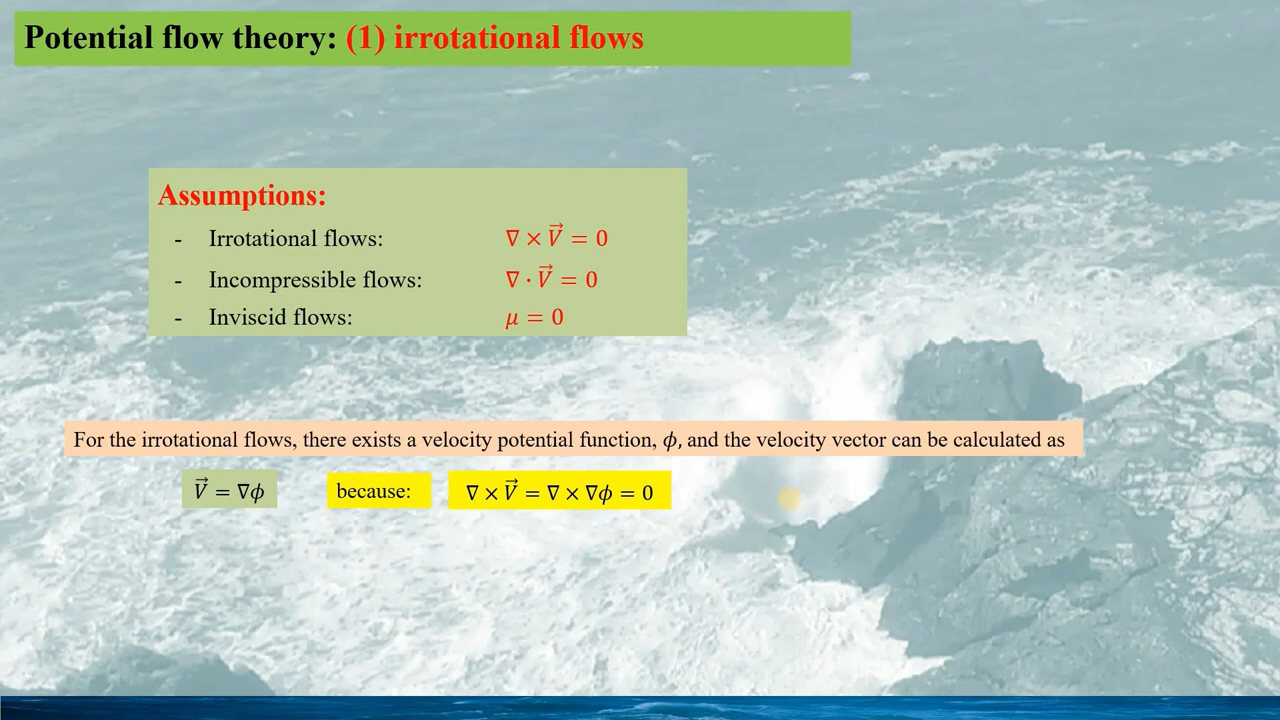 Potential flow theory: (1) irrotational flows
Assumptions:
- Irrotational flows: ∇ × V⃗ = 0
- Incompressible flows: ∇ · V⃗ = 0
- Inviscid flows: μ = 0
For the irrotational flows, there exists a velocity potential function, ϕ, and the velocity vector can be calculated as
V⃗ = ∇ϕ because: ∇ × V⃗ = ∇ × ∇ϕ = 0